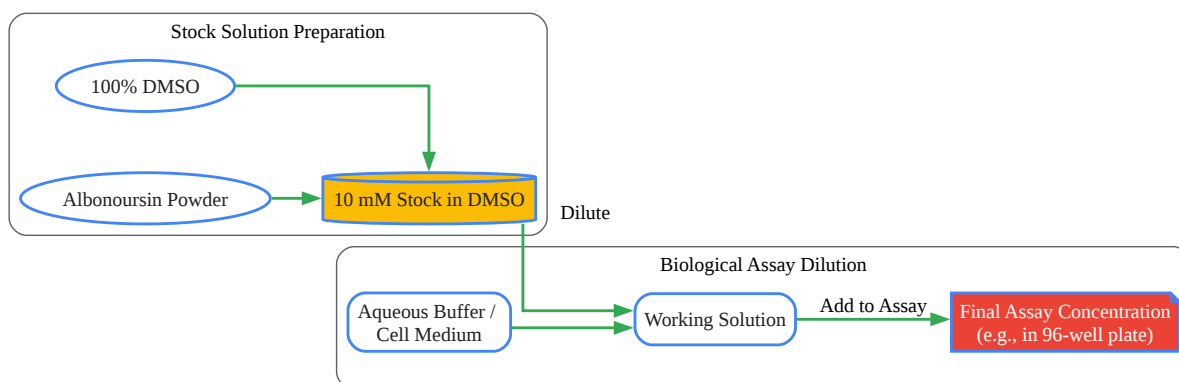 Stock Solution Preparation
100% DMSO
Albonoursin Powder
10 mM Stock in DMSO
Dilute
Biological Assay Dilution
Aqueous Buffer /
Cell Medium
Working Solution
Add to Assay
Final Assay Concentration
(e.g., in 96-well plate)